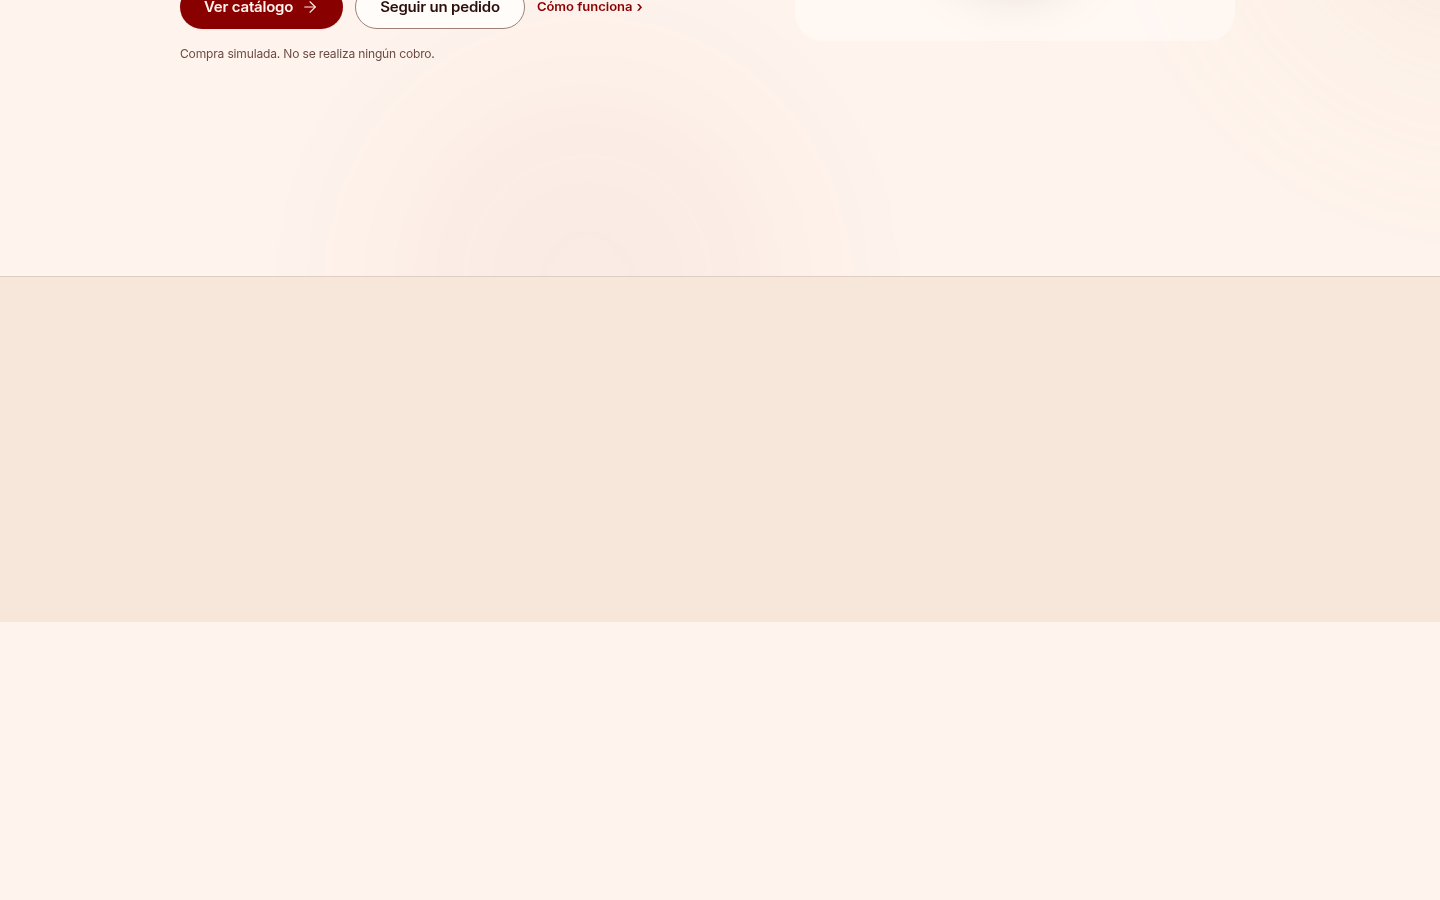 Ver catálogo
Seguir un pedido
Cómo funciona ›
Compra simulada. No se realiza ningún cobro.